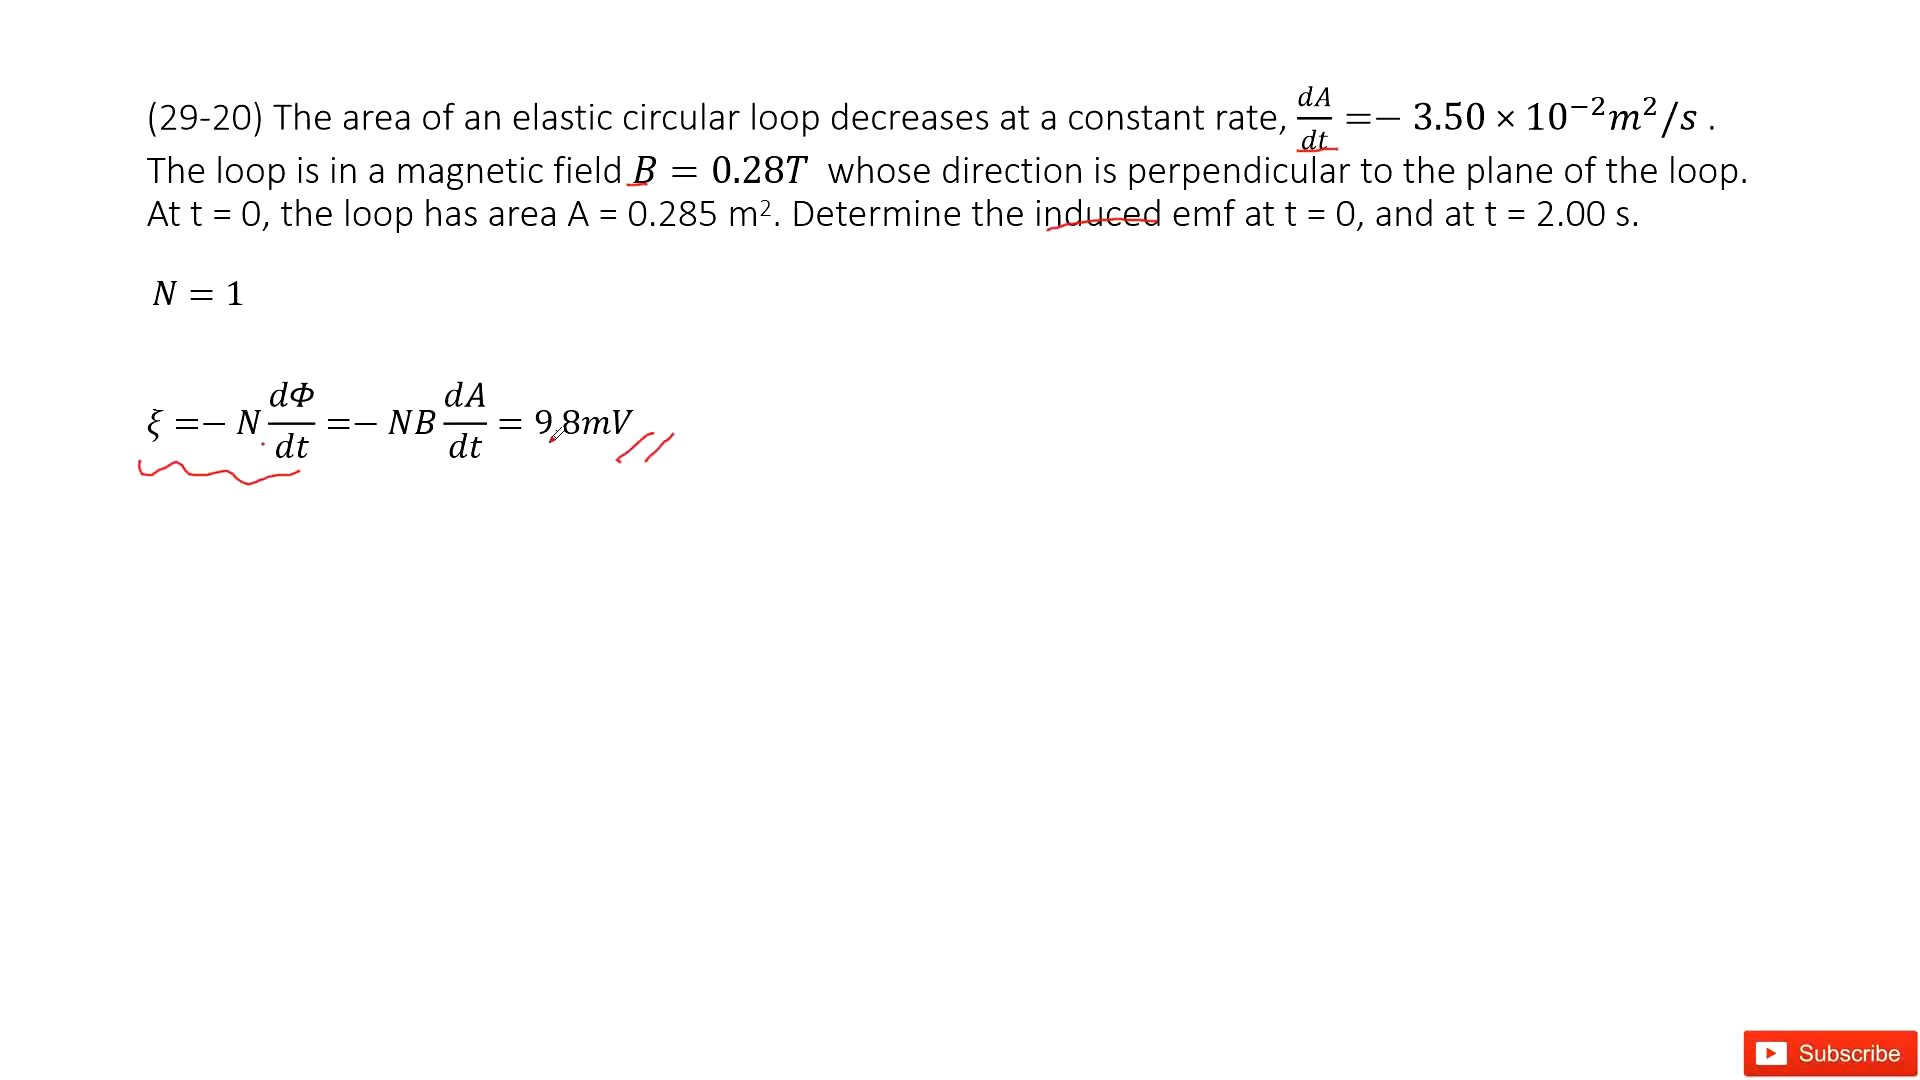 (29-20) The area of an elastic circular loop decreases at a constant rate, dA/dt =− 3.50 × 10⁻²m²/s .
The loop is in a magnetic field B = 0.28T whose direction is perpendicular to the plane of the loop.
At t = 0, the loop has area A = 0.285 m². Determine the induced emf at t = 0, and at t = 2.00 s.
N = 1
ξ =− N dΦ/dt =− NB dA/dt = 9.8mV
Subscribe